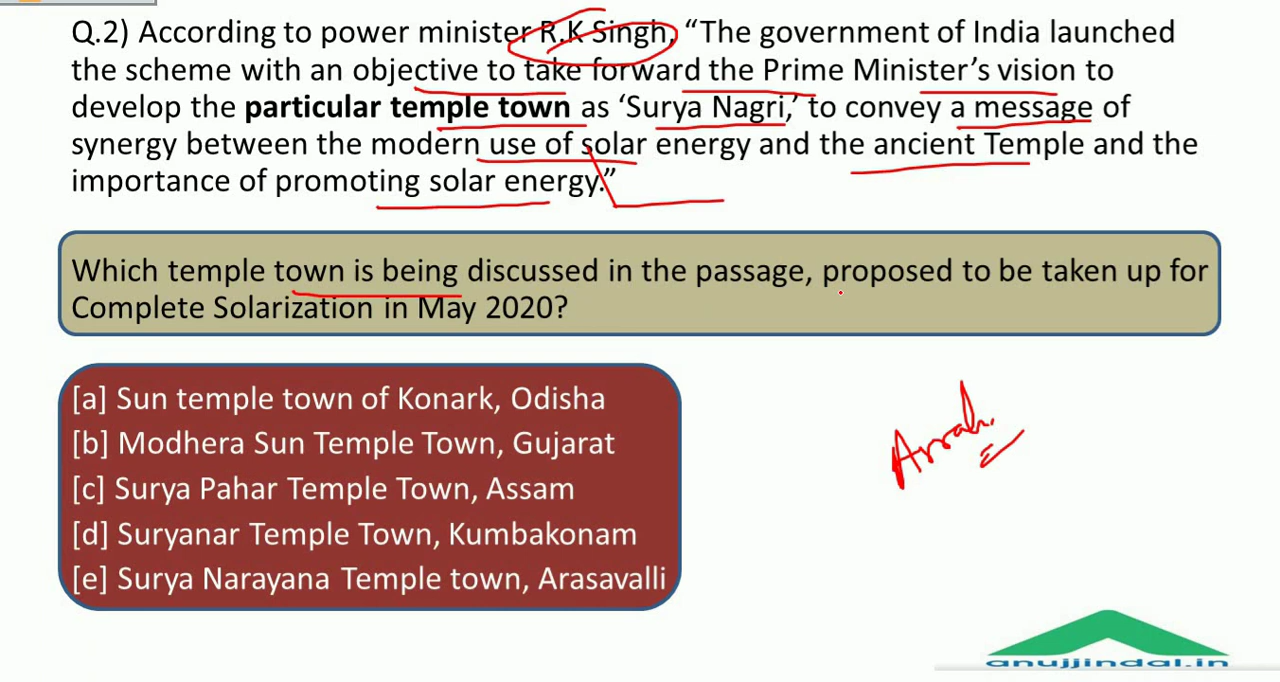 Q.2) According to power minister R.K Singh, “The government of India launched
the scheme with an objective to take forward the Prime Minister’s vision to
develop the particular temple town as ‘Surya Nagri,’ to convey a message of
synergy between the modern use of solar energy and the ancient Temple and the
importance of promoting solar energy.”
Which temple town is being discussed in the passage, proposed to be taken up for
Complete Solarization in May 2020?
[a] Sun temple town of Konark, Odisha
[b] Modhera Sun Temple Town, Gujarat
[c] Surya Pahar Temple Town, Assam
[d] Suryanar Temple Town, Kumbakonam
[e] Surya Narayana Temple town, Arasavalli
Arrah
anujjindal.in